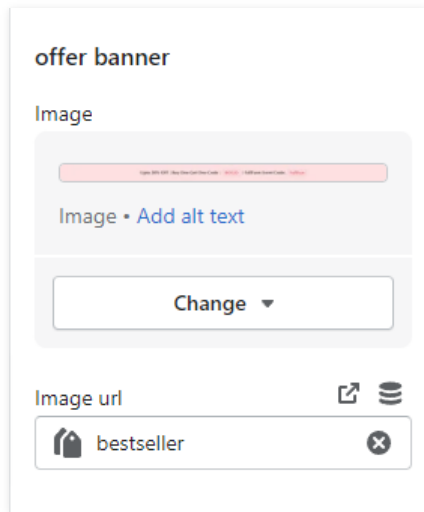 offer banner
Image
Image • Add alt text
Change
Image url
bestseller